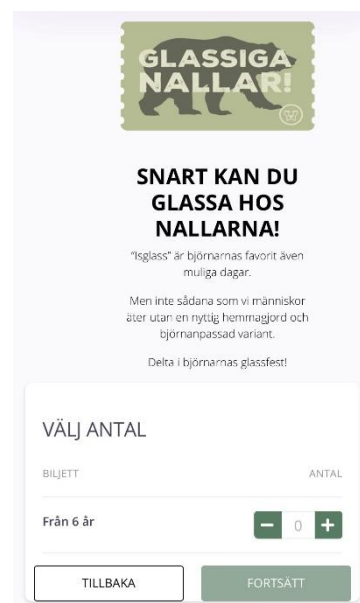 GLASSIGA
NALLAR!
W
SNART KAN DU
GLASSA HOS
NALLARNA!
"Isglass" är björnarnas favorit även
muliga dagar.
Men inte sådana som vi människor
äter utan en nyttig hemmagjord och
björnanpassad variant.
Delta i björnarnas glassfest!
VÄLJ ANTAL
BILJETT ANTAL
Från 6 år − 0 +
TILLBAKA FORTSÄTT